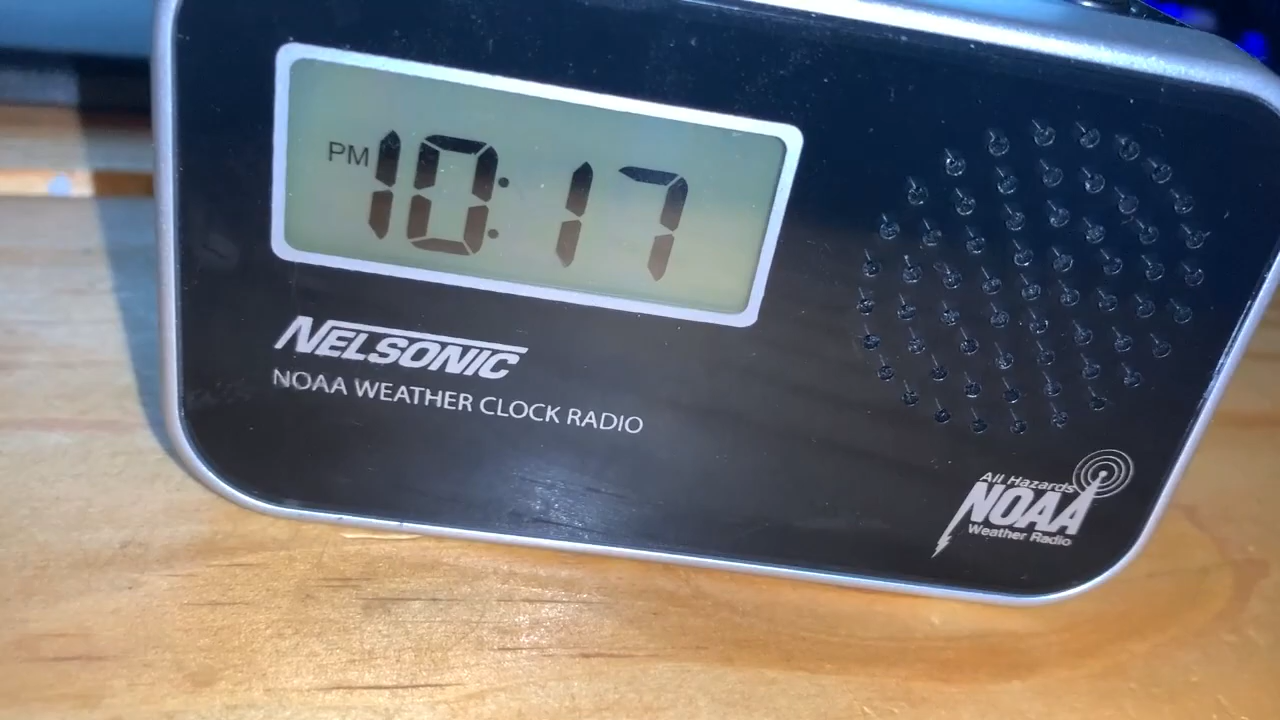 PM 10:17
NELSONIC
NOAA WEATHER CLOCK RADIO
All Hazards
NOAA
Weather Radio